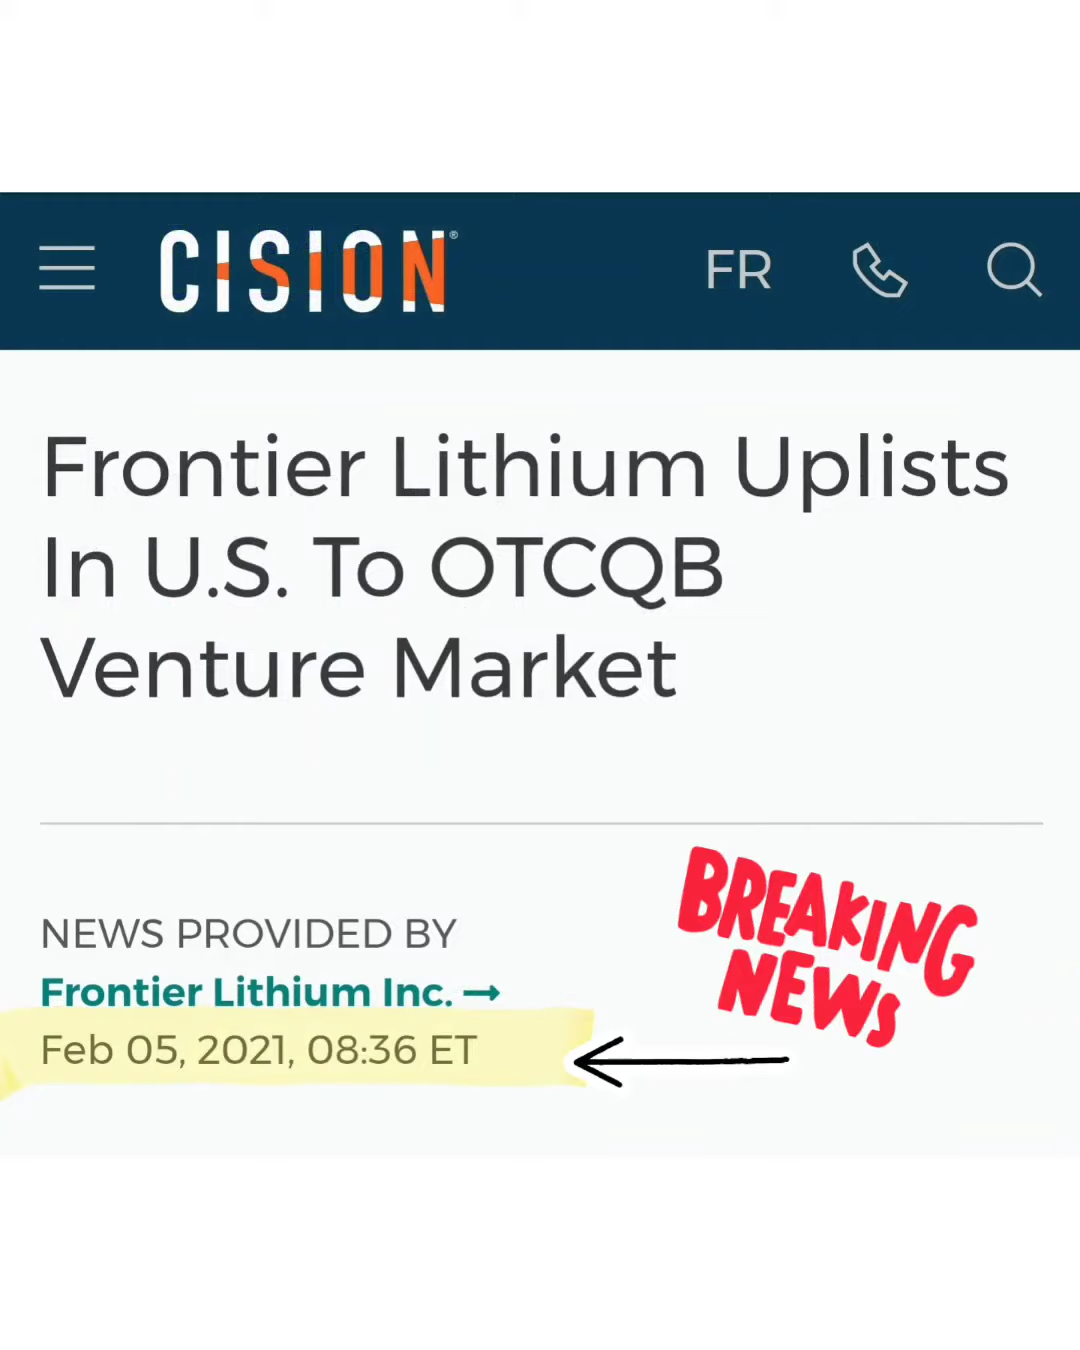 CISION®
FR
Frontier Lithium Uplists
In U.S. To OTCQB
Venture Market
BREAKING
NEWS
NEWS PROVIDED BY
Frontier Lithium Inc. →
Feb 05, 2021, 08:36 ET